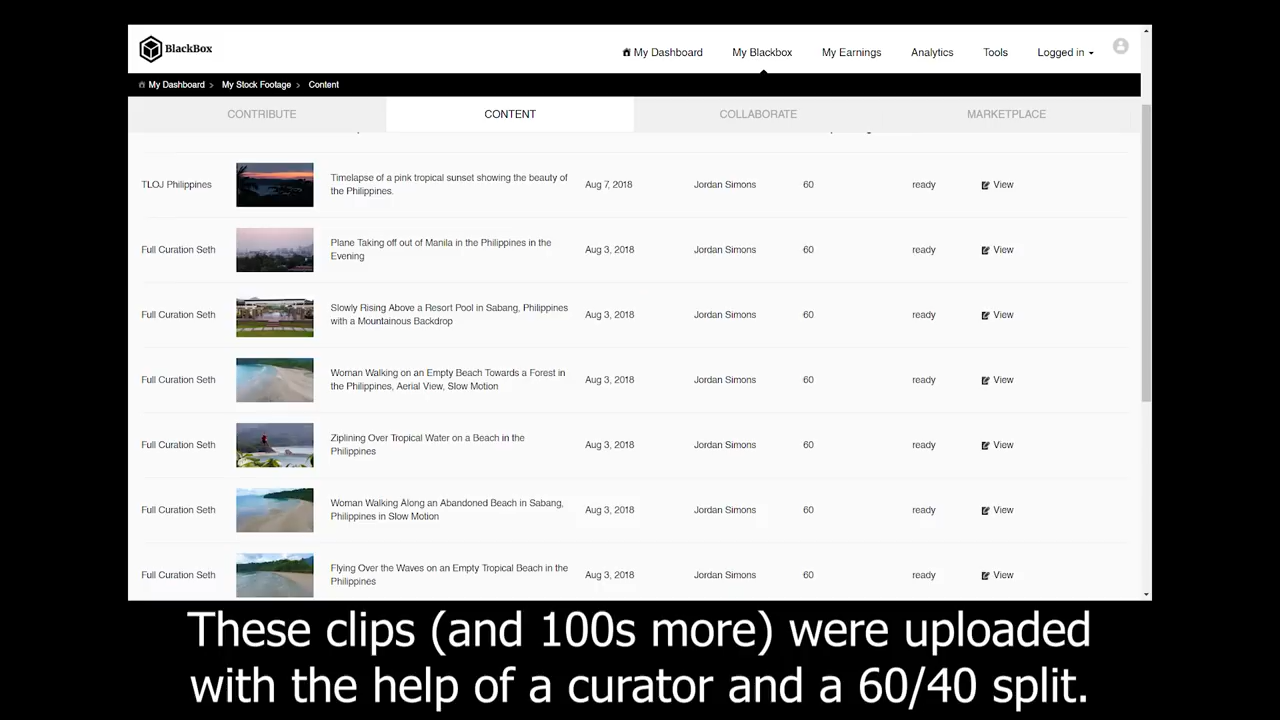 BlackBox
My Dashboard My Blackbox My Earnings Analytics Tools Logged in
My Dashboard > My Stock Footage > Content
CONTRIBUTE CONTENT COLLABORATE MARKETPLACE
TLOJ Philippines
Timelapse of a pink tropical sunset showing the beauty of
the Philippines.
Aug 7, 2018 Jordan Simons 60 ready View
Full Curation Seth
Plane Taking off out of Manila in the Philippines in the
Evening
Aug 3, 2018 Jordan Simons 60 ready View
Full Curation Seth
Slowly Rising Above a Resort Pool in Sabang, Philippines
with a Mountainous Backdrop
Aug 3, 2018 Jordan Simons 60 ready View
Full Curation Seth
Woman Walking on an Empty Beach Towards a Forest in
the Philippines, Aerial View, Slow Motion
Aug 3, 2018 Jordan Simons 60 ready View
Full Curation Seth
Ziplining Over Tropical Water on a Beach in the
Philippines
Aug 3, 2018 Jordan Simons 60 ready View
Full Curation Seth
Woman Walking Along an Abandoned Beach in Sabang,
Philippines in Slow Motion
Aug 3, 2018 Jordan Simons 60 ready View
Full Curation Seth
Flying Over the Waves on an Empty Tropical Beach in the
Philippines
Aug 3, 2018 Jordan Simons 60 ready View
These clips (and 100s more) were uploaded
with the help of a curator and a 60/40 split.